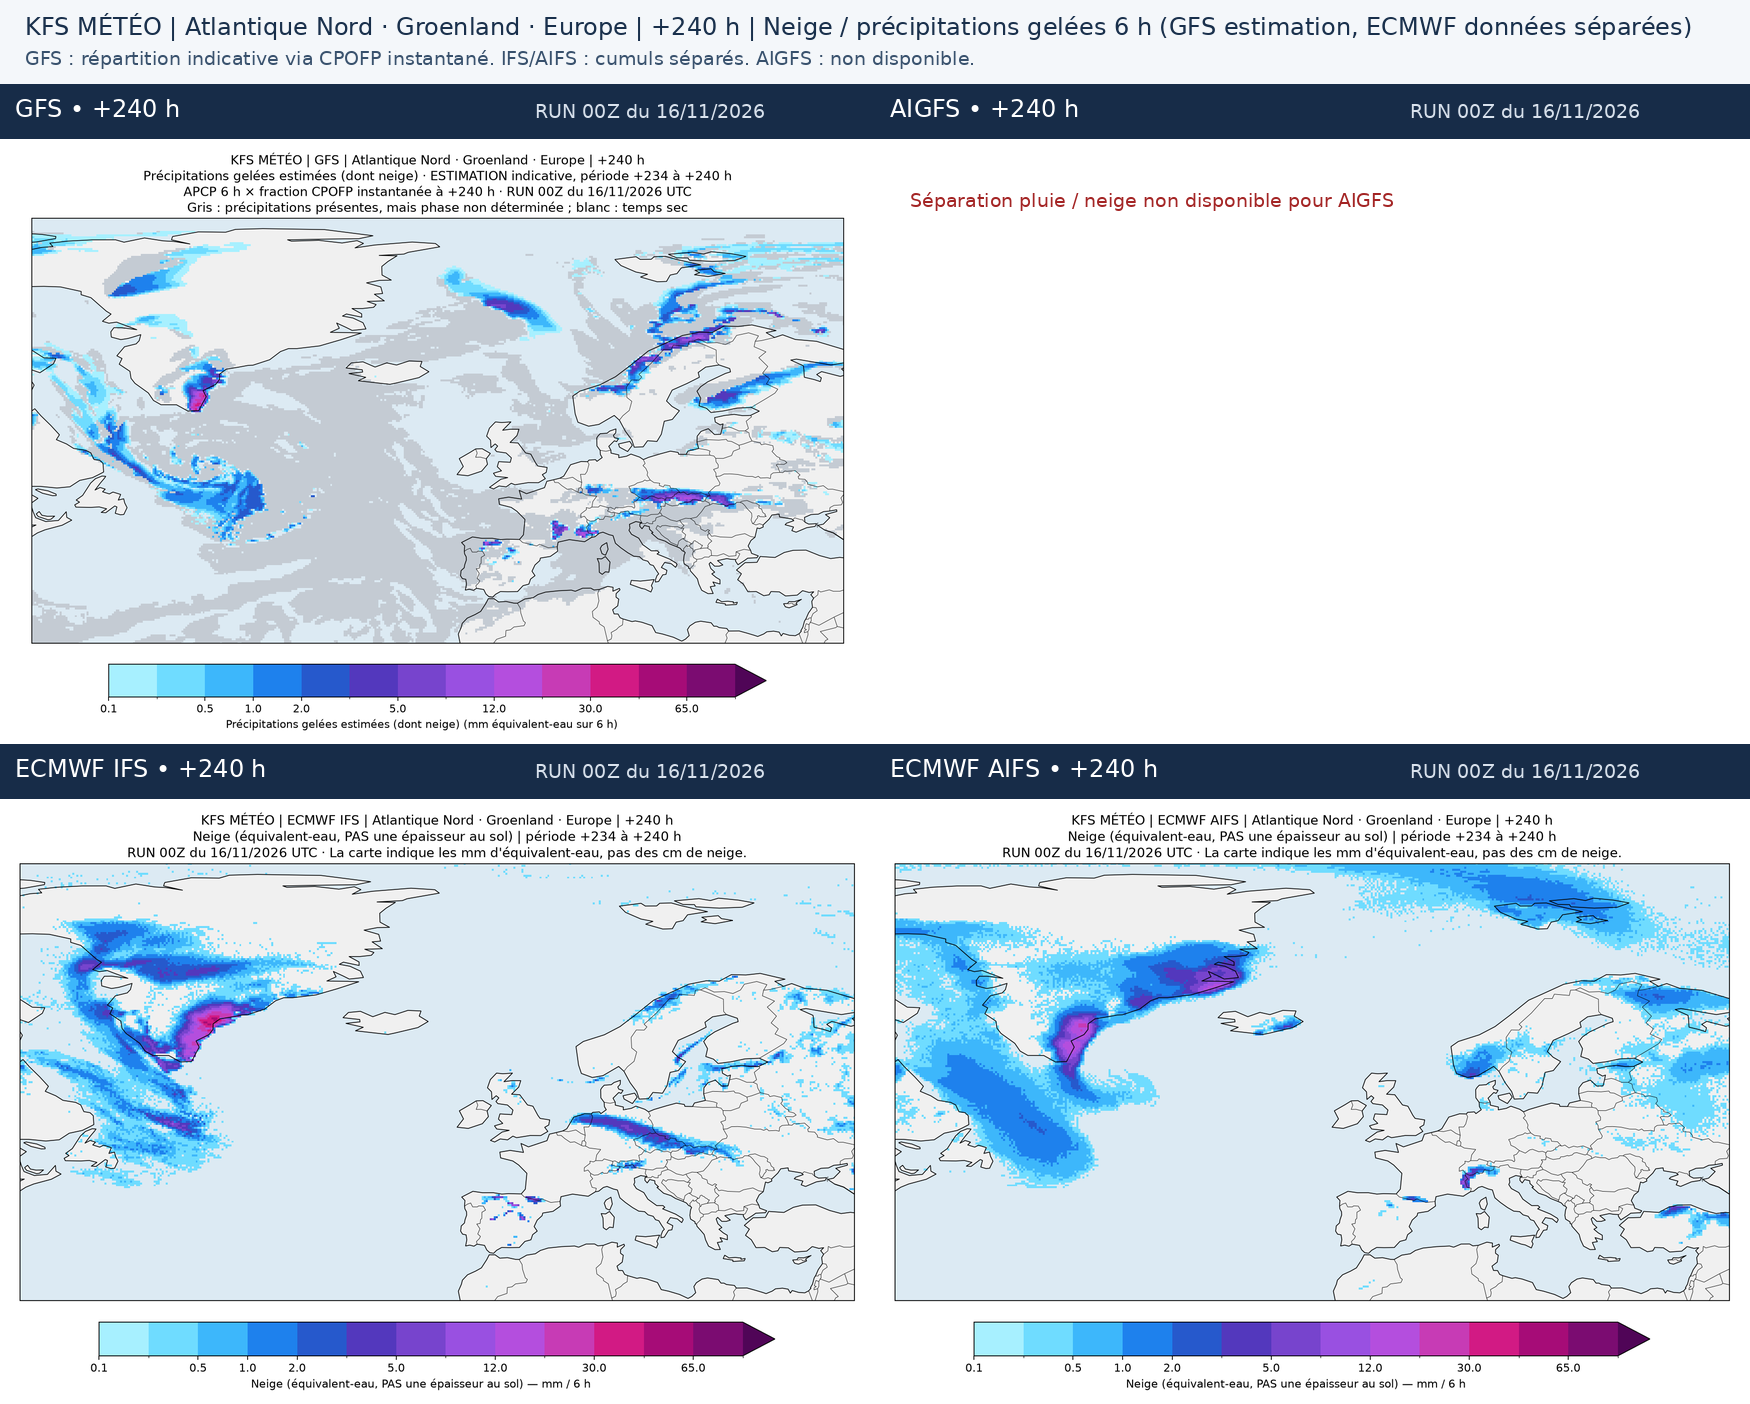 KFS MÉTÉO | Atlantique Nord · Groenland · Europe | +240 h | Neige / précipitations gelées 6 h (GFS estimation, ECMWF données séparées)
GFS : répartition indicative via CPOFP instantané. IFS/AIFS : cumuls séparés. AIGFS : non disponible.
GFS • +240 h
RUN 00Z du 16/11/2026
AIGFS • +240 h
RUN 00Z du 16/11/2026
KFS MÉTÉO | GFS | Atlantique Nord · Groenland · Europe | +240 h
Précipitations gelées estimées (dont neige) · ESTIMATION indicative, période +234 à +240 h
APCP 6 h × fraction CPOFP instantanée à +240 h · RUN 00Z du 16/11/2026 UTC
Gris : précipitations présentes, mais phase non déterminée ; blanc : temps sec
Séparation pluie / neige non disponible pour AIGFS
0.1 0.5 1.0 2.0 5.0 12.0 30.0 65.0
Précipitations gelées estimées (dont neige) (mm équivalent-eau sur 6 h)
ECMWF IFS • +240 h
RUN 00Z du 16/11/2026
ECMWF AIFS • +240 h
RUN 00Z du 16/11/2026
KFS MÉTÉO | ECMWF IFS | Atlantique Nord · Groenland · Europe | +240 h
Neige (équivalent-eau, PAS une épaisseur au sol) | période +234 à +240 h
RUN 00Z du 16/11/2026 UTC · La carte indique les mm d'équivalent-eau, pas des cm de neige.
0.1 0.5 1.0 2.0 5.0 12.0 30.0 65.0
Neige (équivalent-eau, PAS une épaisseur au sol) — mm / 6 h
KFS MÉTÉO | ECMWF AIFS | Atlantique Nord · Groenland · Europe | +240 h
Neige (équivalent-eau, PAS une épaisseur au sol) | période +234 à +240 h
RUN 00Z du 16/11/2026 UTC · La carte indique les mm d'équivalent-eau, pas des cm de neige.
0.1 0.5 1.0 2.0 5.0 12.0 30.0 65.0
Neige (équivalent-eau, PAS une épaisseur au sol) — mm / 6 h